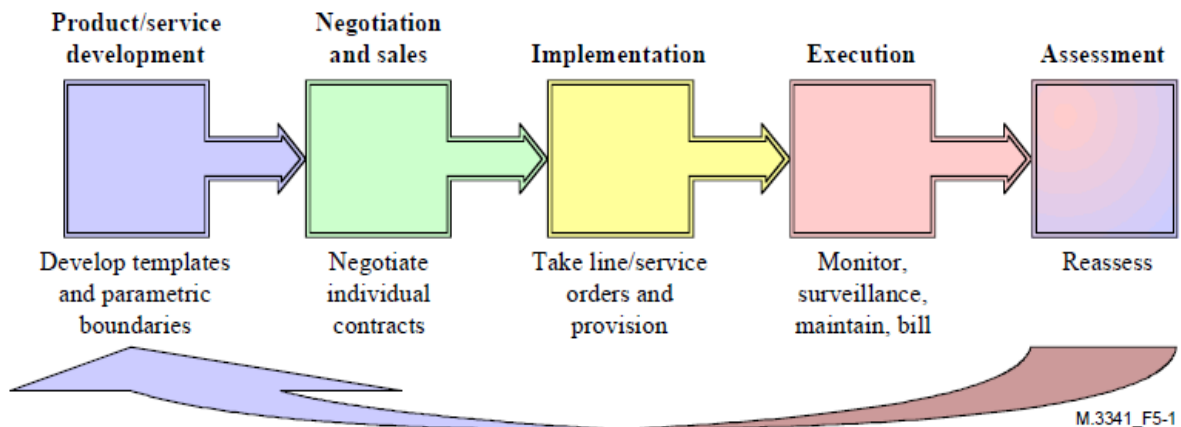 Product/service
development
Negotiation
and sales
Implementation
Execution
Assessment
Develop templates
and parametric
boundaries
Negotiate
individual
contracts
Take line/service
orders and
provision
Monitor,
surveillance,
maintain, bill
Reassess
M.3341_F5-1